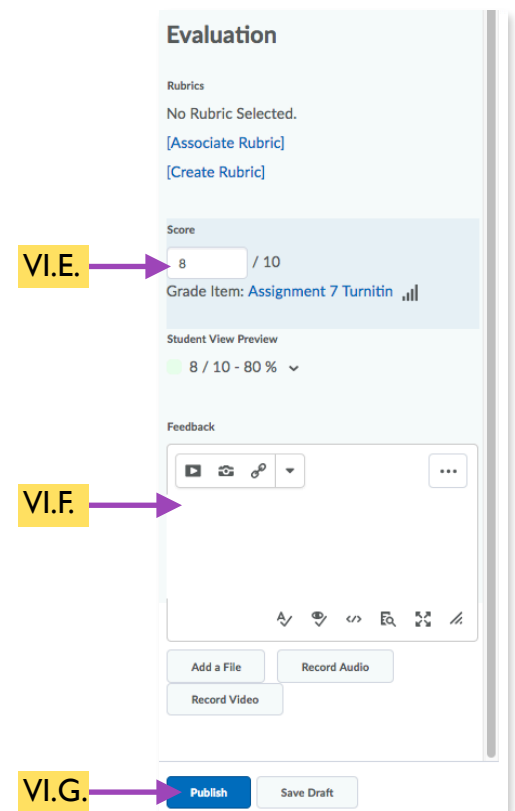 Evaluation
Rubrics
No Rubric Selected.
[Associate Rubric]
[Create Rubric]
Score
VI.E.
8 / 10
Grade Item: Assignment 7 Turnitin
Student View Preview
8 / 10 - 80 %
Feedback
VI.F.
Add a File Record Audio
Record Video
VI.G.
Publish Save Draft